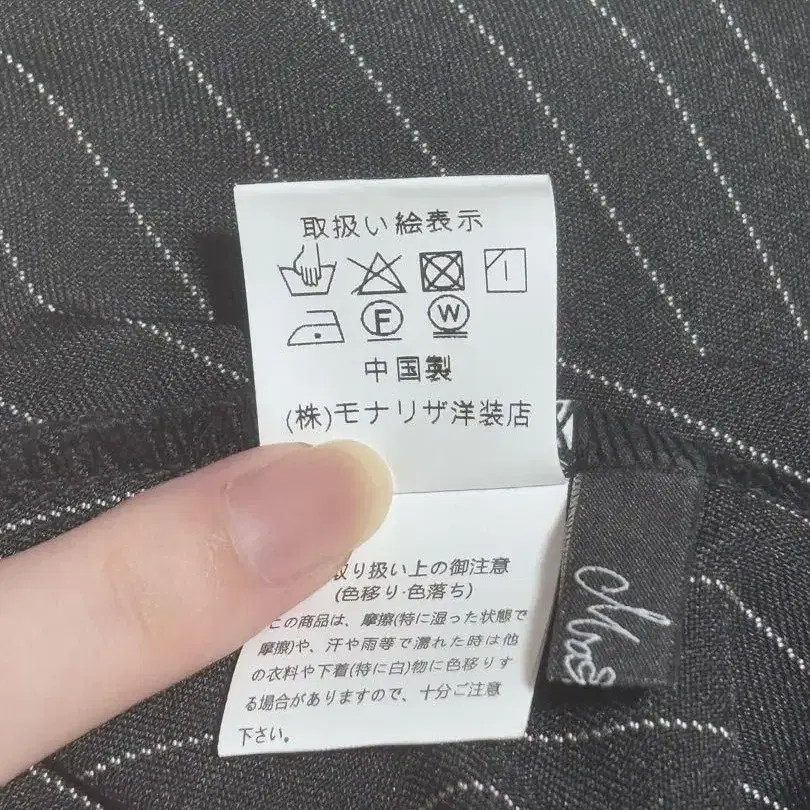 取扱い絵表示
F W
中国製
(株)モナリザ洋装店
り扱い上の御注意
(色移り·色落ち)
この商品は、摩擦(特に湿った状態で
摩擦)や、汗や雨等で濡れた時は他
の衣料や下着(特に白)物に色移りす
る場合がありますので、十分ご注意
下さい。